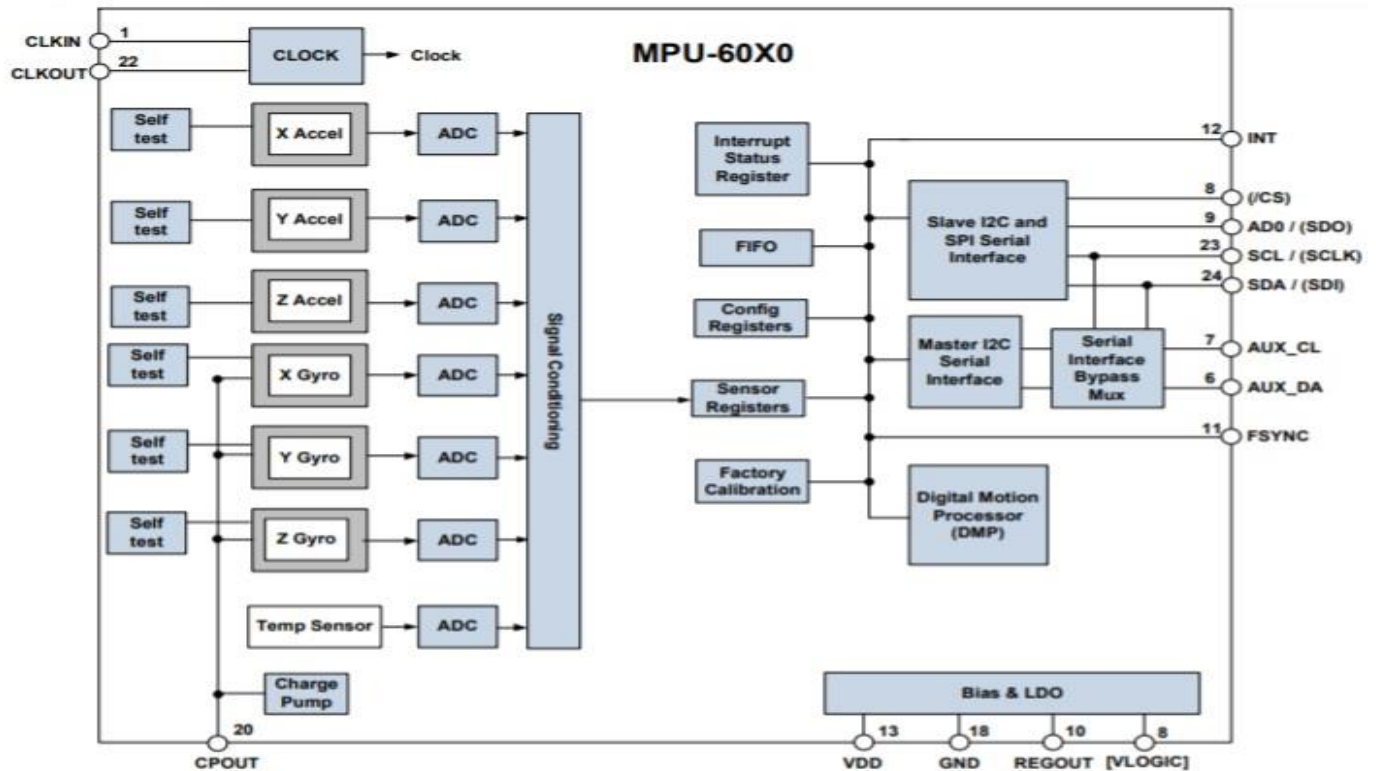 MPU-60X0
CLKIN
1
CLKOUT
22
CLOCK
Clock
Self
test
X Accel
ADC
Self
test
Y Accel
ADC
Self
test
Z Accel
ADC
Self
test
X Gyro
ADC
Self
test
Y Gyro
ADC
Self
test
Z Gyro
ADC
Temp Sensor
ADC
Charge
Pump
20
CPOUT
Signal Conditioning
Interrupt
Status
Register
FIFO
Config
Registers
Sensor
Registers
Factory
Calibration
Slave I2C and
SPI Serial
Interface
Master I2C
Serial
Interface
Serial
Interface
Bypass
Mux
Digital Motion
Processor
(DMP)
12
INT
8
(/CS)
9
AD0 / (SDO)
23
SCL / (SCLK)
24
SDA / (SDI)
7
AUX_CL
6
AUX_DA
11
FSYNC
Bias & LDO
13
18
10
8
VDD
GND
REGOUT
[VLOGIC]